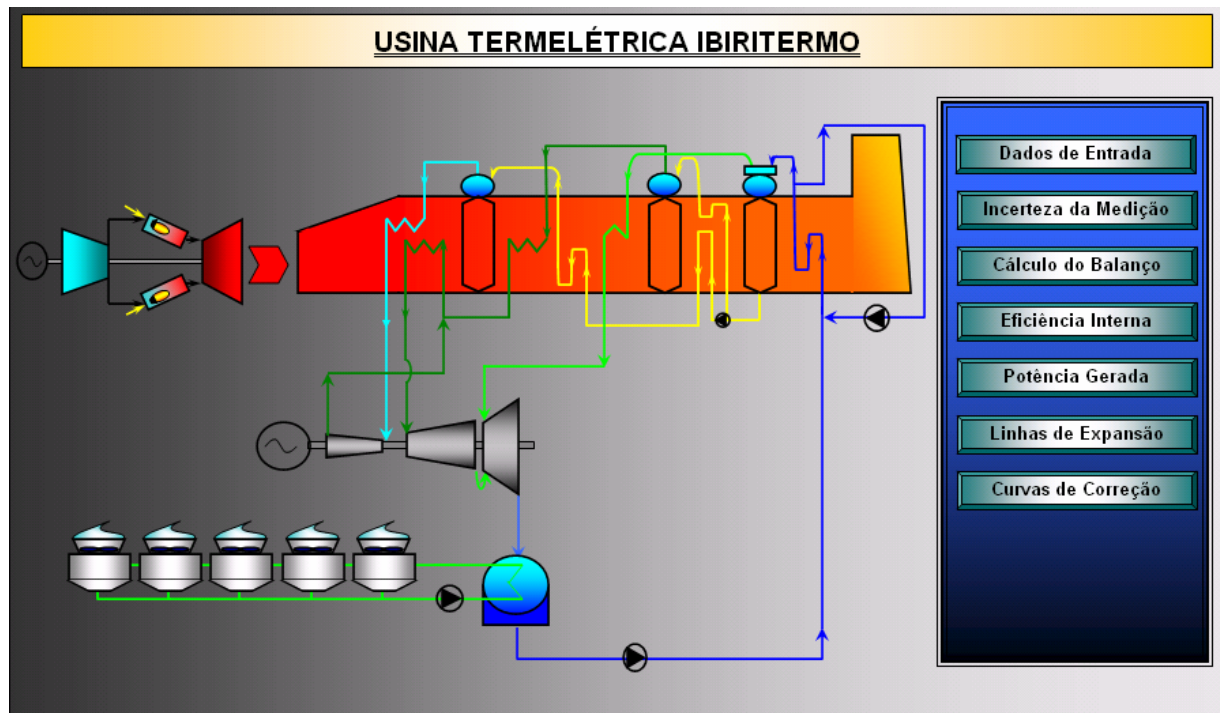 USINA TERMELÉTRICA IBIRITERMO
Dados de Entrada
Incerteza da Medição
Cálculo do Balanço
Eficiência Interna
Potência Gerada
Linhas de Expansão
Curvas de Correção